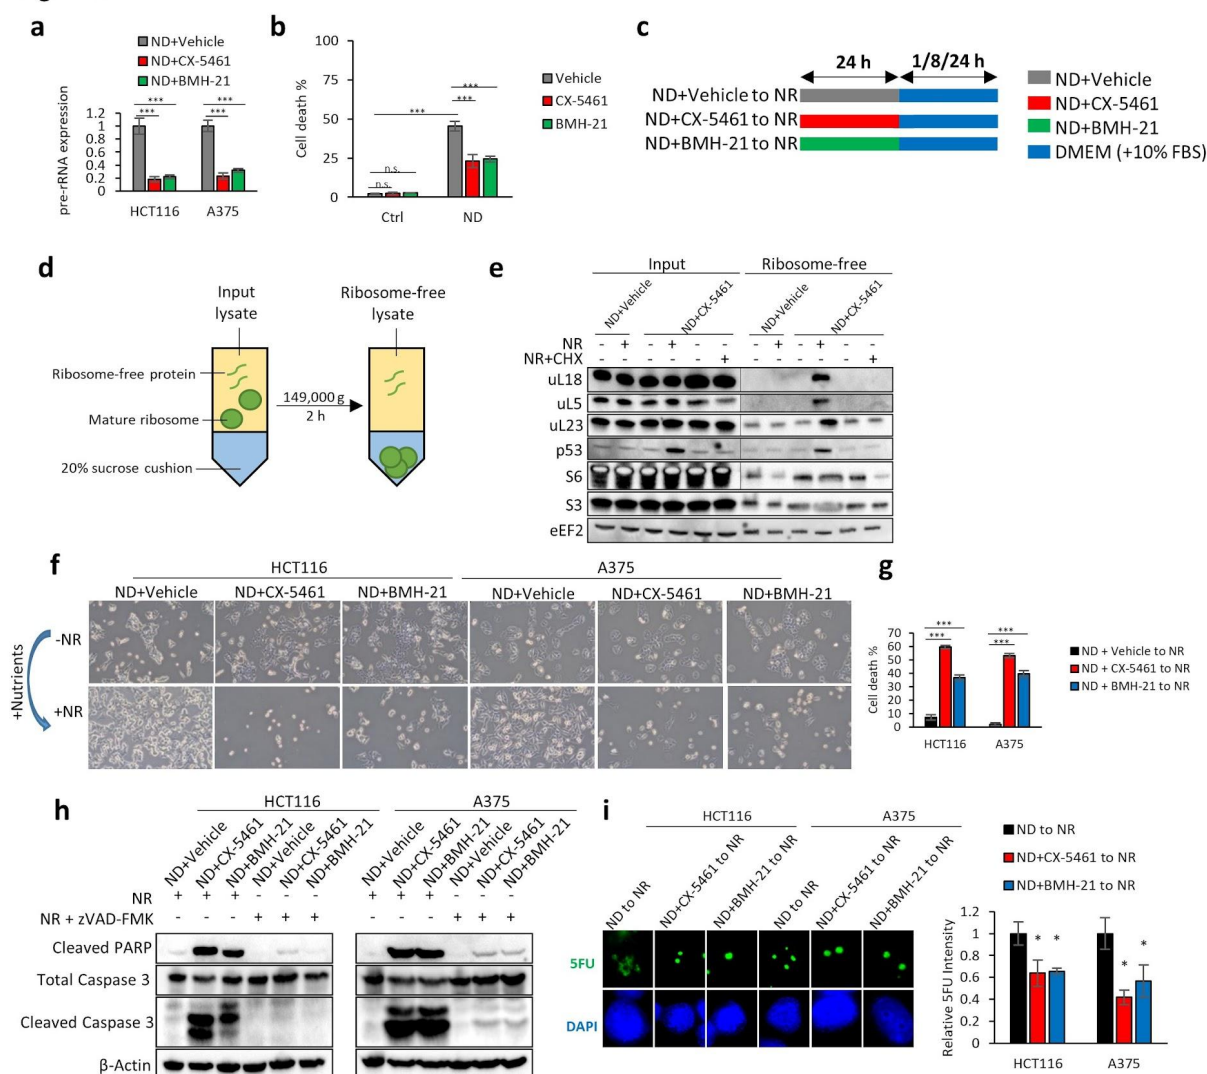 a
ND+Vehicle
ND+CX-5461
ND+BMH-21
pre-rRNA expression
1.2
1
0.8
0.6
0.4
0.2
0
***
***
***
***
HCT116
A375
b
Cell death %
100
75
50
25
0
n.s.
n.s.
***
***
***
Ctrl
ND
Vehicle
CX-5461
BMH-21
c
24 h
1/8/24 h
ND+Vehicle to NR
ND+CX-5461 to NR
ND+BMH-21 to NR
ND+Vehicle
ND+CX-5461
ND+BMH-21
DMEM (+10% FBS)
d
Input lysate
Ribosome-free lysate
Ribosome-free protein
Mature ribosome
20% sucrose cushion
149,000 g
2 h
e
Input
Ribosome-free
ND+Vehicle
ND+CX-5461
ND+Vehicle
ND+CX-5461
NR - + - + - - - + - + - -
NR+CHX - - - - - + - - - - - +
uL18
uL5
uL23
p53
S6
S3
eEF2
f
HCT116
A375
ND+Vehicle
ND+CX-5461
ND+BMH-21
ND+Vehicle
ND+CX-5461
ND+BMH-21
+Nutrients
-NR
+NR
g
Cell death %
70
60
50
40
30
20
10
0
***
***
***
***
HCT116
A375
ND + Vehicle to NR
ND + CX-5461 to NR
ND + BMH-21 to NR
h
HCT116
A375
ND+Vehicle
ND+CX-5461
ND+BMH-21
ND+Vehicle
ND+CX-5461
ND+BMH-21
ND+Vehicle
ND+CX-5461
ND+BMH-21
ND+Vehicle
ND+CX-5461
ND+BMH-21
NR + + + - - - + + + - - -
NR + zVAD-FMK - - - + + + - - - + + +
Cleaved PARP
Total Caspase 3
Cleaved Caspase 3
β-Actin
i
HCT116
A375
ND to NR
ND+CX-5461 to NR
ND+BMH-21 to NR
ND to NR
ND+CX-5461 to NR
ND+BMH-21 to NR
5FU
DAPI
ND to NR
ND+CX-5461 to NR
ND+BMH-21 to NR
Relative 5FU Intensity
1.2
1
0.8
0.6
0.4
0.2
0
*
*
*
*
HCT116
A375